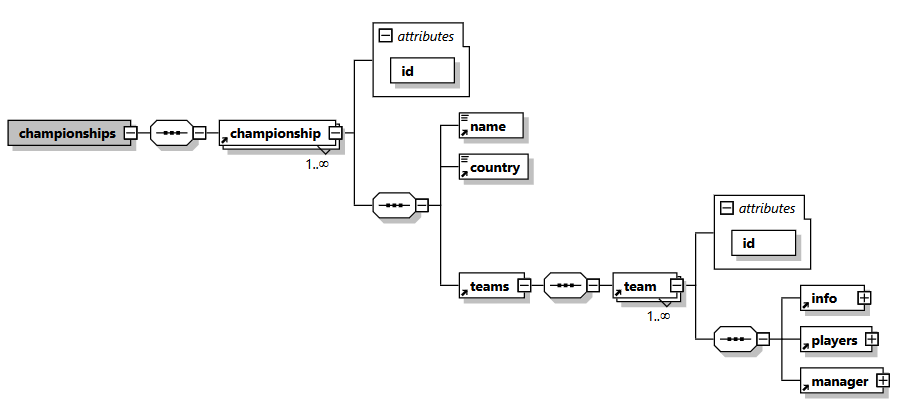 attributes
id
championships
championship
1..∞
name
country
teams
team
1..∞
attributes
id
info
players
manager